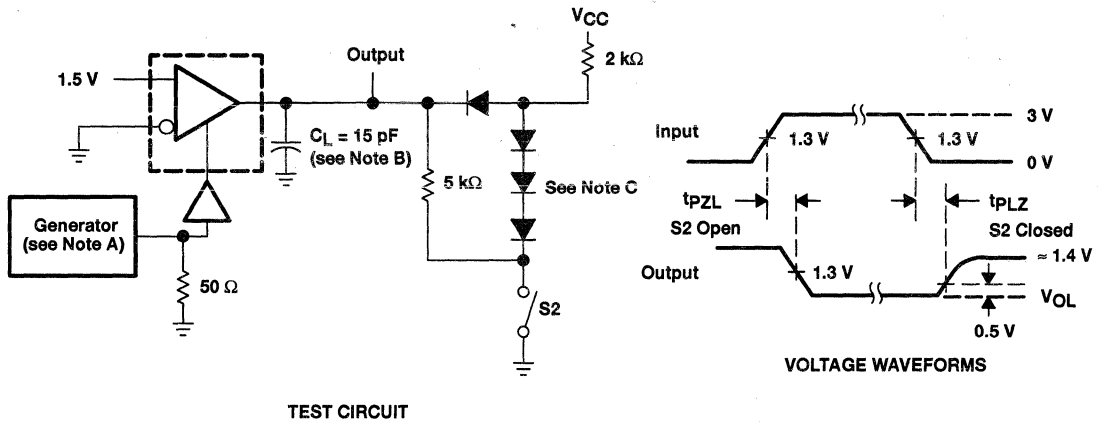 VCC
2 kΩ
Output
1.5 V
CL = 15 pF
(see Note B)
5 kΩ
See Note C
Generator
(see Note A)
50 Ω
S2
TEST CIRCUIT
Input
1.3 V
1.3 V
3 V
0 V
tPZL
tPLZ
S2 Open
S2 Closed
Output
1.3 V
≈ 1.4 V
VOL
0.5 V
VOLTAGE WAVEFORMS